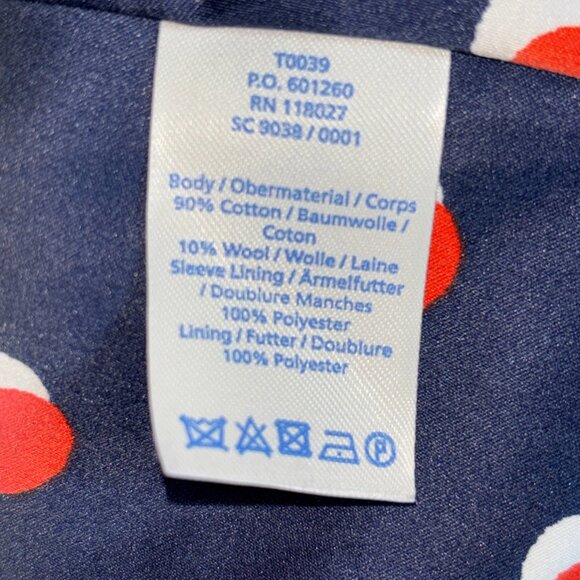 T0039
P.O. 601260
RN 118027
SC 9038 / 0001
Body / Obermaterial / Corps
90% Cotton / Baumwolle /
Coton
10% Wool / Wolle / Laine
Sleeve Lining / Ärmelfutter
/ Doublure Manches
100% Polyester
Lining / Futter / Doublure
100% Polyester
P